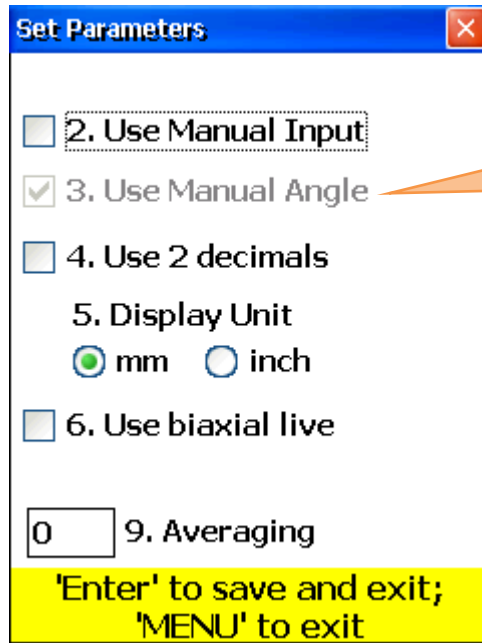 Set Parameters
2. Use Manual Input
3. Use Manual Angle
4. Use 2 decimals
5. Display Unit
mm inch
6. Use biaxial live
0 9. Averaging
'Enter' to save and exit;
'MENU' to exit